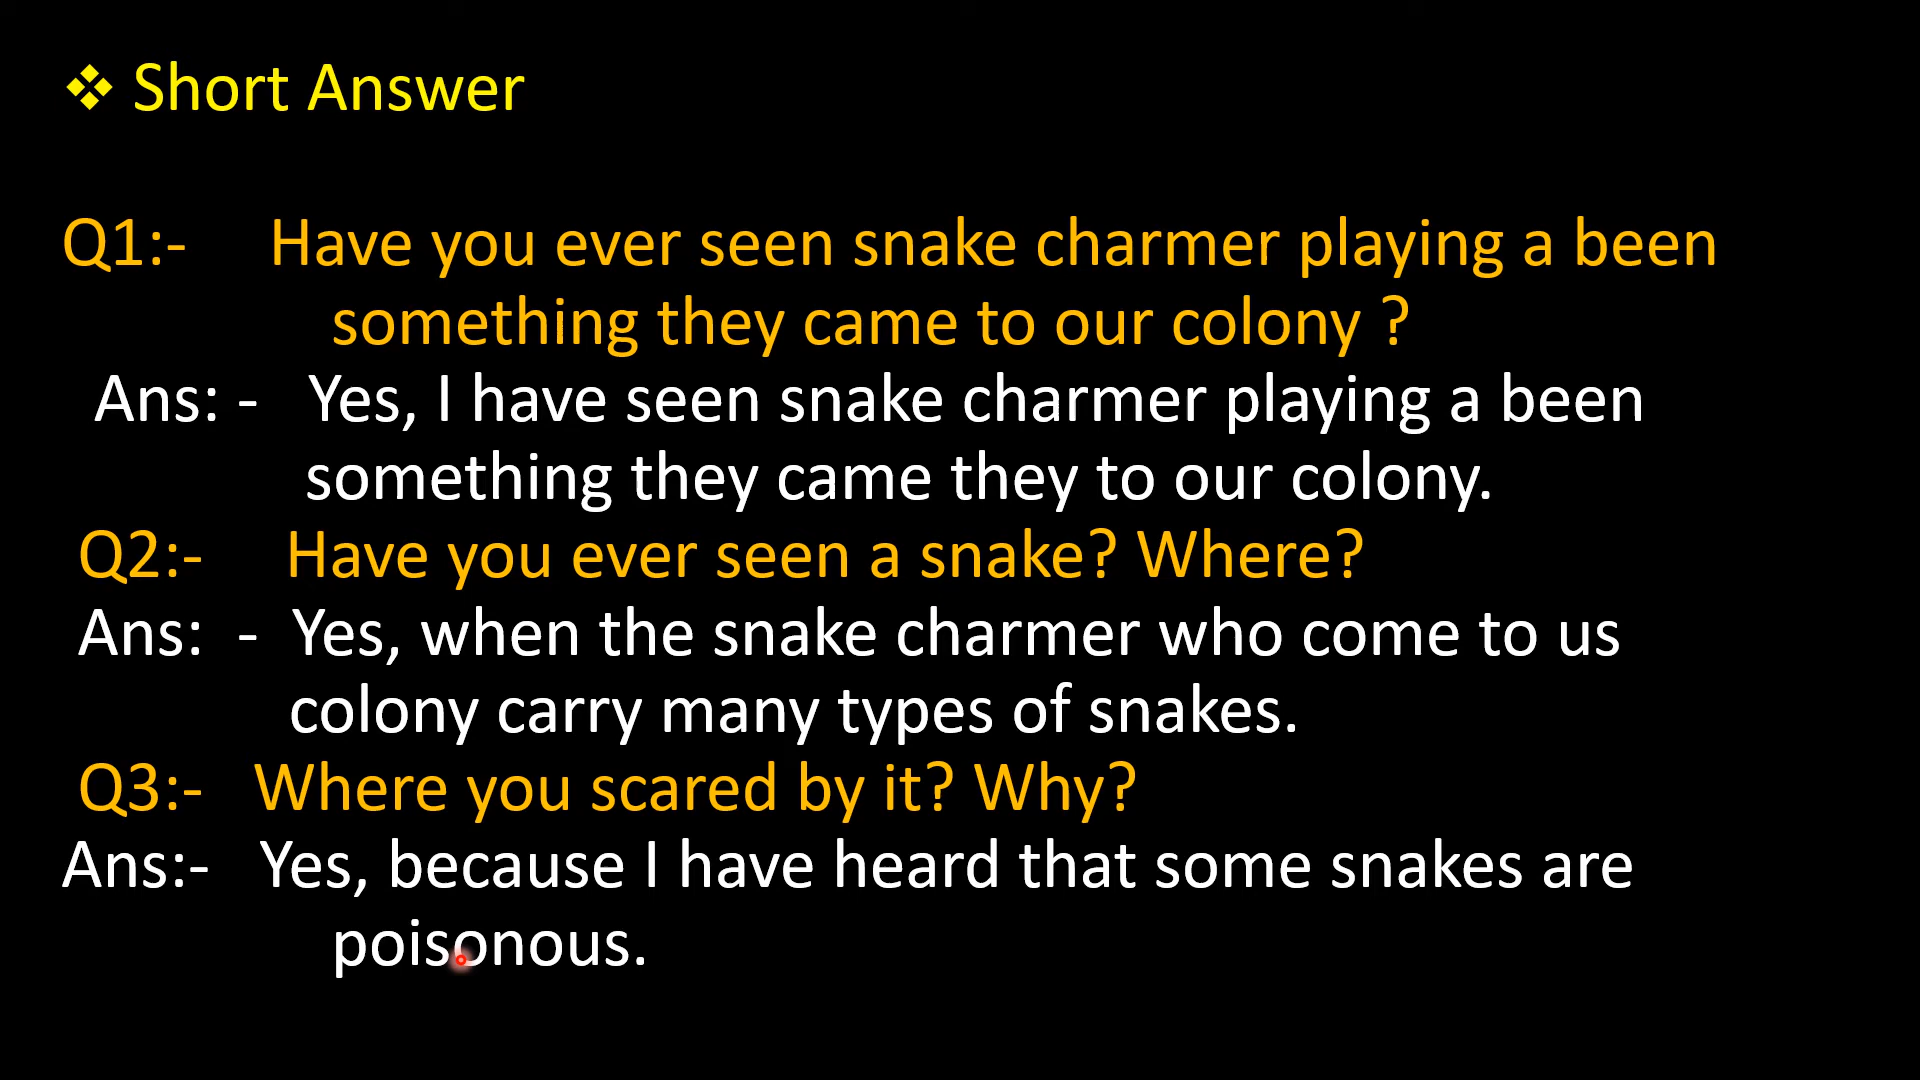 ❖ Short Answer
Q1:- Have you ever seen snake charmer playing a been
something they came to our colony ?
Ans: - Yes, I have seen snake charmer playing a been
something they came they to our colony.
Q2:- Have you ever seen a snake? Where?
Ans: - Yes, when the snake charmer who come to us
colony carry many types of snakes.
Q3:- Where you scared by it? Why?
Ans:- Yes, because I have heard that some snakes are
poisonous.